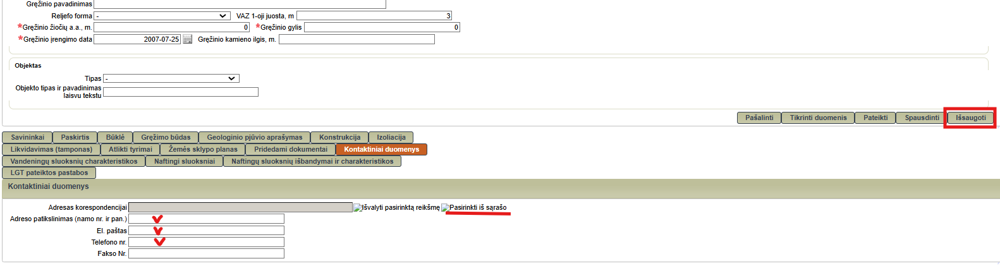 Gręžinio pavadinimas
Reljefo forma - VAZ 1-oji juosta, m 3
*Gręžinio žiočių a.a., m. 0 *Gręžinio gylis 0
*Gręžinio įrengimo data 2007-07-25 Gręžinio kamieno ilgis, m.
Objektas
Tipas -
Objekto tipas ir pavadinimas
laisvu tekstu
Pašalinti Tikrinti duomenis Pateikti Spausdinti Išsaugoti
Savininkai Paskirtis Būklė Gręžimo būdas Geologinio pjūvio aprašymas Konstrukcija Izoliacija
Likvidavimas (tamponas) Atlikti tyrimai Žemės sklypo planas Pridedami dokumentai Kontaktiniai duomenys
Vandeningų sluoksnių charakteristikos Naftingi sluoksniai Naftingų sluoksnių išbandymai ir charakteristikos
LGT pateiktos pastabos
Kontaktiniai duomenys
Adresas korespondencijai Išvalyti pasirinktą reikšmę Pasirinkti iš sąrašo
Adreso patikslinimas (namo nr. ir pan.)
El. paštas
Telefono nr.
Fakso Nr.